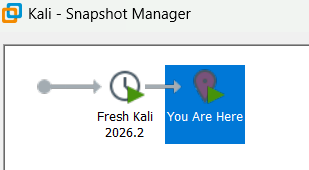 Kali - Snapshot Manager
Fresh Kali
2026.2
You Are Here